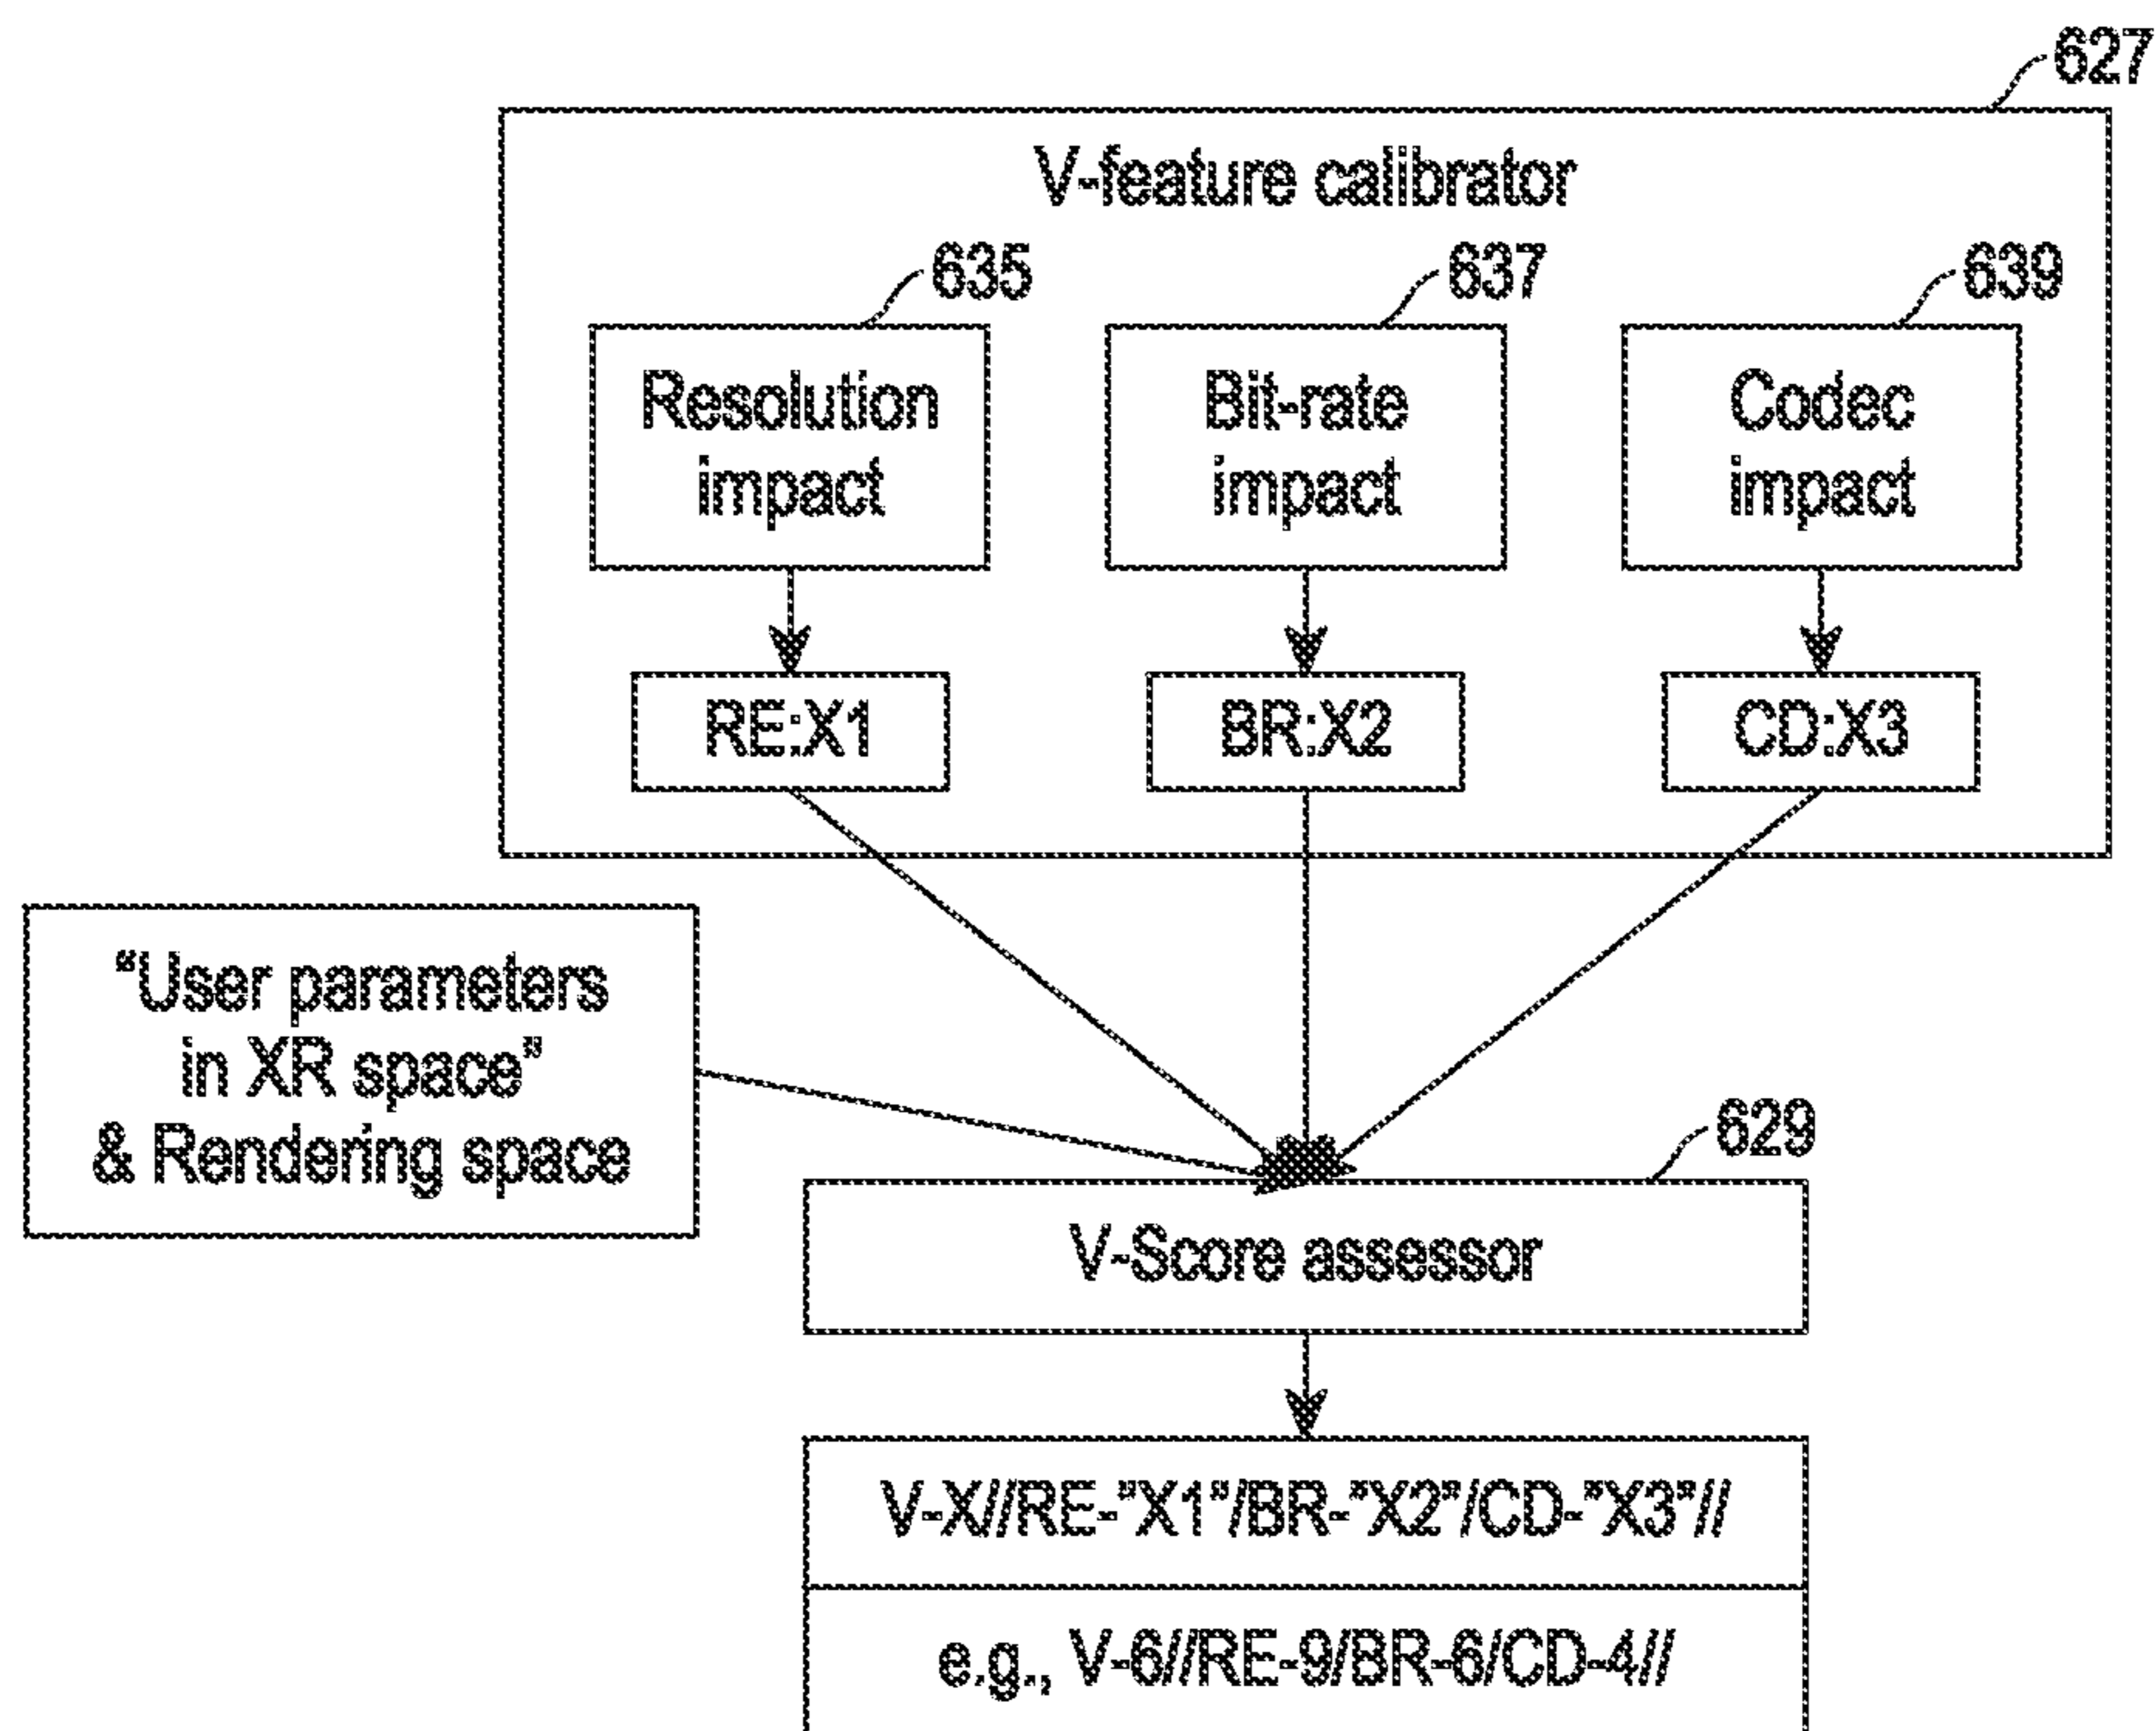 627
V-feature calibrator
635
637
639
Resolution
impact
Bit-rate
impact
Codec
impact
RE:X1
BR:X2
CD:X3
“User parameters
in XR space”
& Rendering space
629
V-Score assessor
V-X//RE-”X1”/BR-”X2”/CD-”X3”//
e.g., V-6//RE-9/BR-6/CD-4//